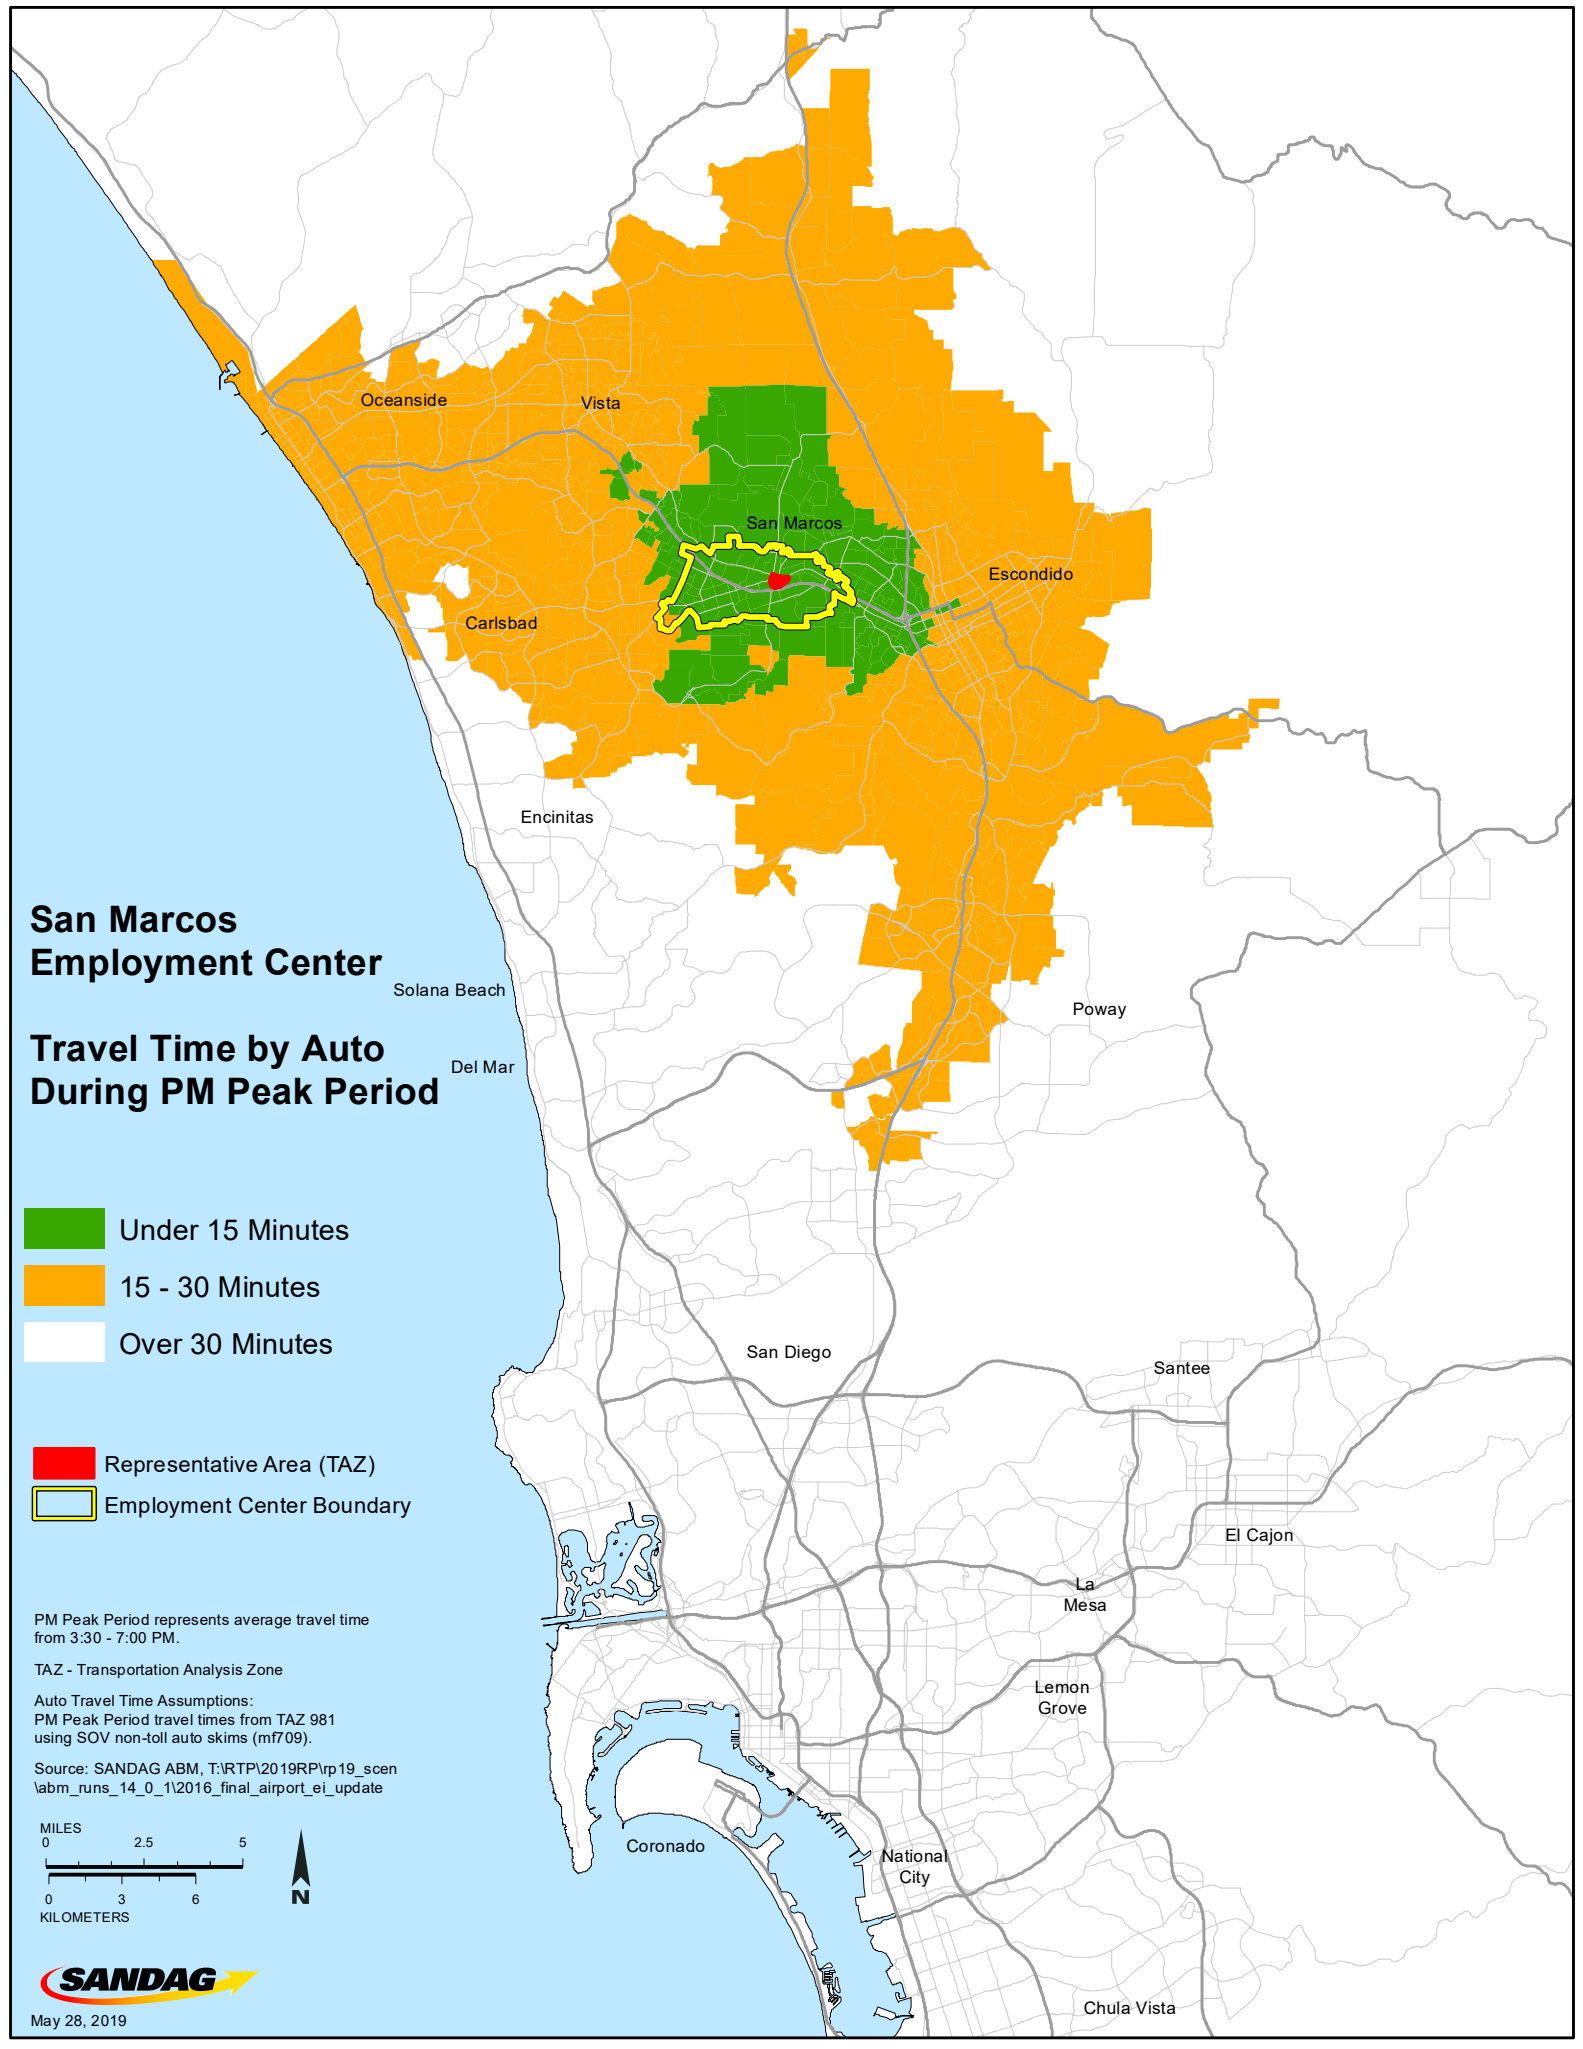 Oceanside
Vista
San Marcos
Escondido
Carlsbad
Encinitas
San Marcos
Employment Center
Solana Beach
Poway
Travel Time by Auto
During PM Peak Period
Del Mar
Under 15 Minutes
15 - 30 Minutes
Over 30 Minutes
San Diego
Santee
Representative Area (TAZ)
Employment Center Boundary
El Cajon
La
Mesa
PM Peak Period represents average travel time
from 3:30 - 7:00 PM.
TAZ - Transportation Analysis Zone
Lemon
Grove
Auto Travel Time Assumptions:
PM Peak Period travel times from TAZ 981
using SOV non-toll auto skims (mf709).
Source: SANDAG ABM, T:\RTP\2019RP\rp19_scen
\abm_runs_14_0_1\2016_final_airport_ei_update
MILES
0 2.5 5
0 3 6
KILOMETERS
N
Coronado
National
City
SANDAG
May 28, 2019
Chula Vista